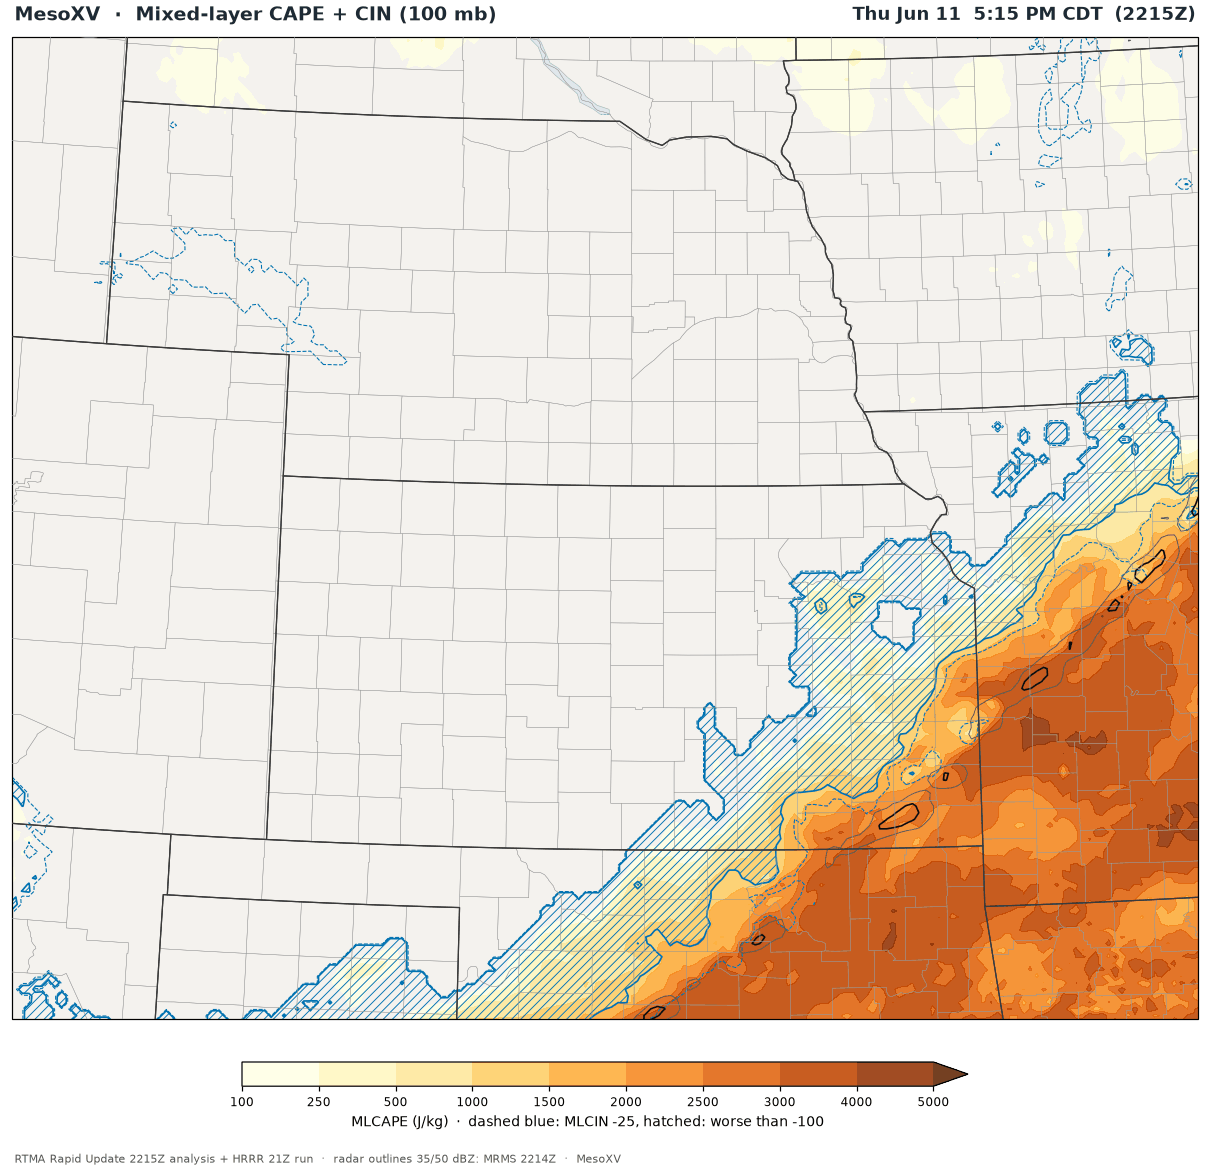 MesoXV · Mixed-layer CAPE + CIN (100 mb)
Thu Jun 11 5:15 PM CDT (2215Z)
100 250 500 1000 1500 2000 2500 3000 4000 5000
MLCAPE (J/kg) · dashed blue: MLCIN -25, hatched: worse than -100
RTMA Rapid Update 2215Z analysis + HRRR 21Z run · radar outlines 35/50 dBZ: MRMS 2214Z · MesoXV